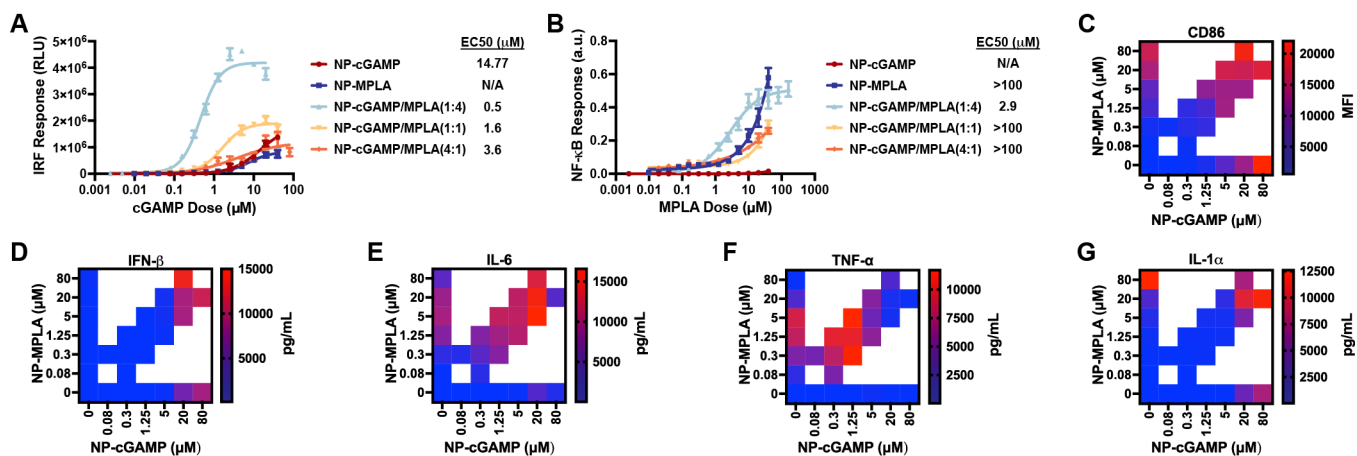 A
IRF Response (RLU)
5×10⁶
4×10⁶
3×10⁶
2×10⁶
1×10⁶
0
0.001 0.01 0.1 1 10 100
cGAMP Dose (μM)
EC50 (μM)
NP-cGAMP 14.77
NP-MPLA N/A
NP-cGAMP/MPLA(1:4) 0.5
NP-cGAMP/MPLA(1:1) 1.6
NP-cGAMP/MPLA(4:1) 3.6
B
NF-κB Response (a.u.)
0.8
0.6
0.4
0.2
0.0
0.001 0.01 0.1 1 10 100 1000
MPLA Dose (μM)
EC50 (μM)
NP-cGAMP N/A
NP-MPLA >100
NP-cGAMP/MPLA(1:4) 2.9
NP-cGAMP/MPLA(1:1) >100
NP-cGAMP/MPLA(4:1) >100
C
CD86
NP-MPLA (μM)
80
20
5
1.25
0.3
0.08
0
0 0.08 0.3 1.25 5 20 80
NP-cGAMP (μM)
20000
15000
10000
5000
MFI
D
IFN-β
NP-MPLA (μM)
80
20
5
1.25
0.3
0.08
0
0 0.08 0.3 1.25 5 20 80
NP-cGAMP (μM)
15000
10000
5000
pg/mL
E
IL-6
NP-MPLA (μM)
80
20
5
1.25
0.3
0.08
0
0 0.08 0.3 1.25 5 20 80
NP-cGAMP (μM)
15000
10000
5000
pg/mL
F
TNF-α
NP-MPLA (μM)
80
20
5
1.25
0.3
0.08
0
0 0.08 0.3 1.25 5 20 80
NP-cGAMP (μM)
10000
7500
5000
2500
pg/mL
G
IL-1α
NP-MPLA (μM)
80
20
5
1.25
0.3
0.08
0
0 0.08 0.3 1.25 5 20 80
NP-cGAMP (μM)
12500
10000
7500
5000
2500
pg/mL